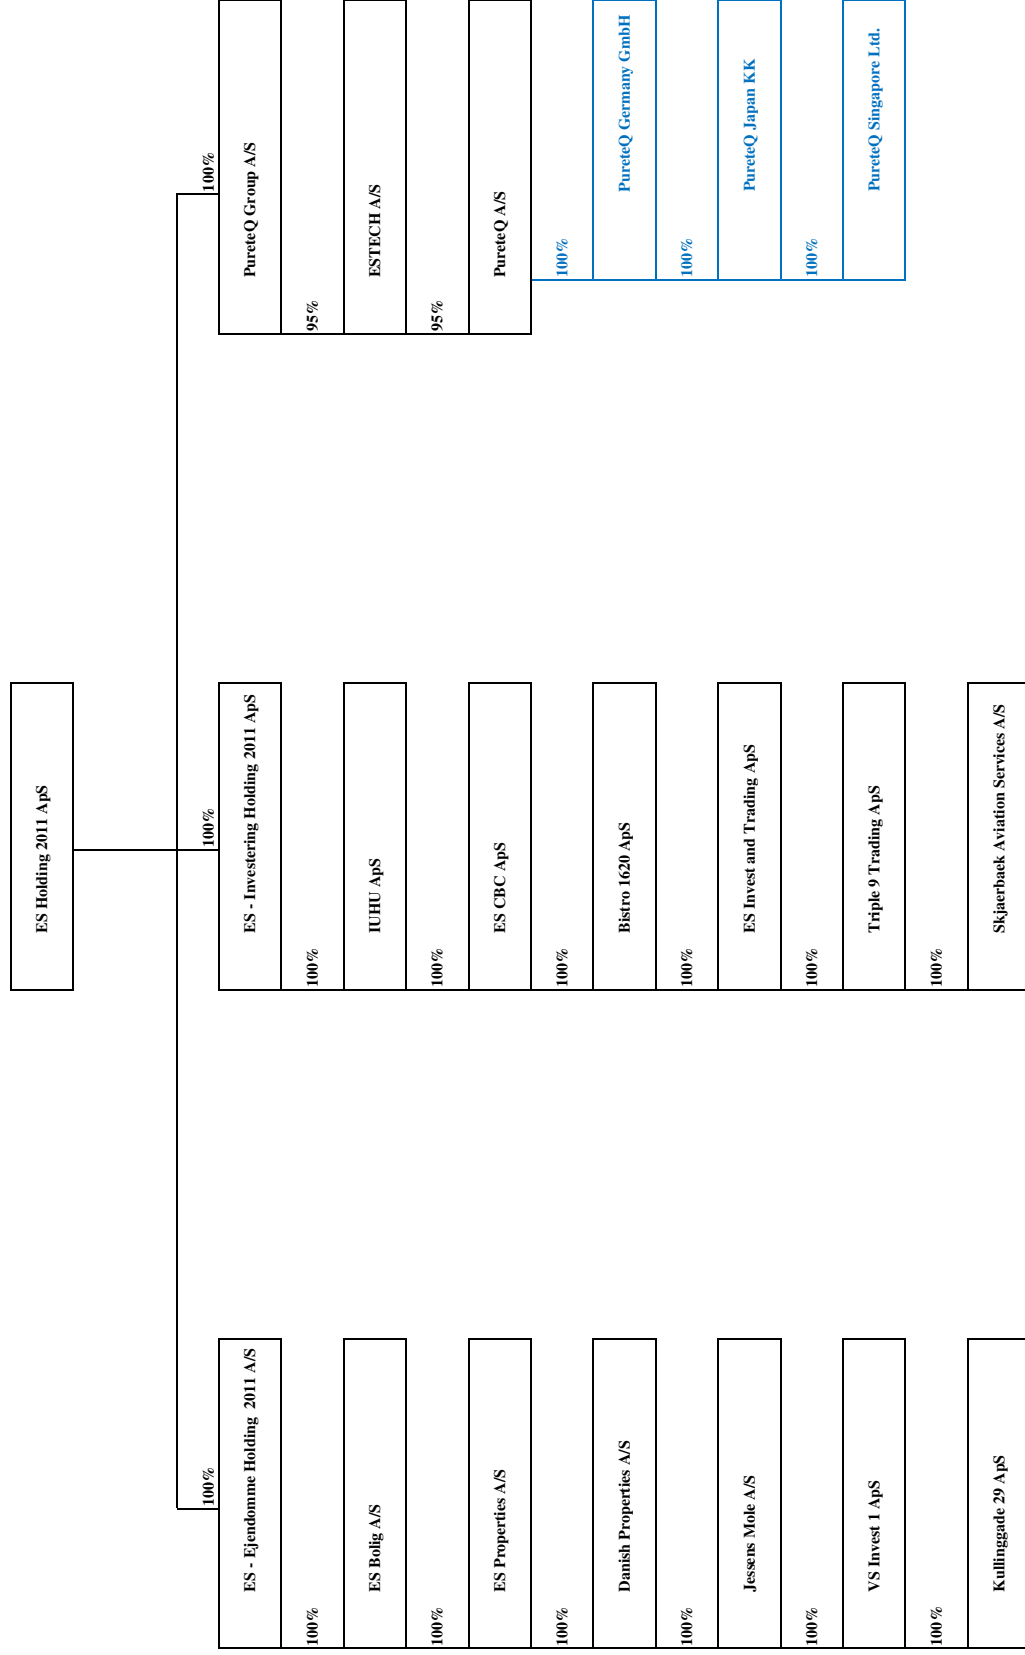 ES Holding 2011 ApS
100%
100%
100%
ES - Ejendomme Holding  2011 A/S
ES - Investering Holding 2011 ApS
PureteQ Group A/S
100%
100%
95%
ES Bolig A/S
IUHU ApS
ESTECH A/S
100%
100%
95%
ES Properties A/S
ES CBC ApS
PureteQ A/S
100%
100%
100%
Danish Properties A/S
Bistro 1620 ApS
PureteQ Germany GmbH
100%
100%
100%
Jessens Mole A/S
ES Invest and Trading ApS
PureteQ Japan KK
100%
100%
100%
VS Invest 1 ApS
Triple 9 Trading ApS
PureteQ Singapore Ltd.
100%
100%
Kullinggade 29 ApS
Skjaerbaek Aviation Services A/S